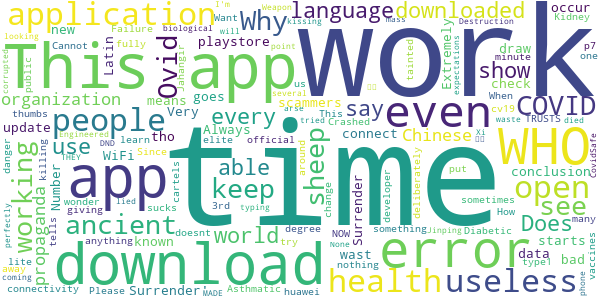 application Why language downloaded
This app work
time
Ovid say even COVID
WHO
organization people use
every show
working able keep sheep Chinese
app open see
ancient world Does
download error
health useless
new Want Latin Failure update means goes playstore
Cannot fully public Jahangir Very scammers
biological kissing I'm will Weapon mass Destruction
looking corrupted point us several
occur Kidney p7 one draw minute check Extremely
When cv19 expectations tainted
thumbs tho Always elite official arse tried Crashed This
Since Engineered connect WiFi Number known 3rd
danger propaganda killing THEY DND cartels lied
wonder giving tells learn around
Surrender developer deliberately put
Xi Jinping
TRUSTS died waste CovidSafe
conclusion data type1 many vaccines
perfectly lite away coming connectivity
sucks anything doesnt wast nothing
Please Surrender MADE Asthmatic huawei
try degree None typing something change NOW
Diabetic How sometimes starts bad phone